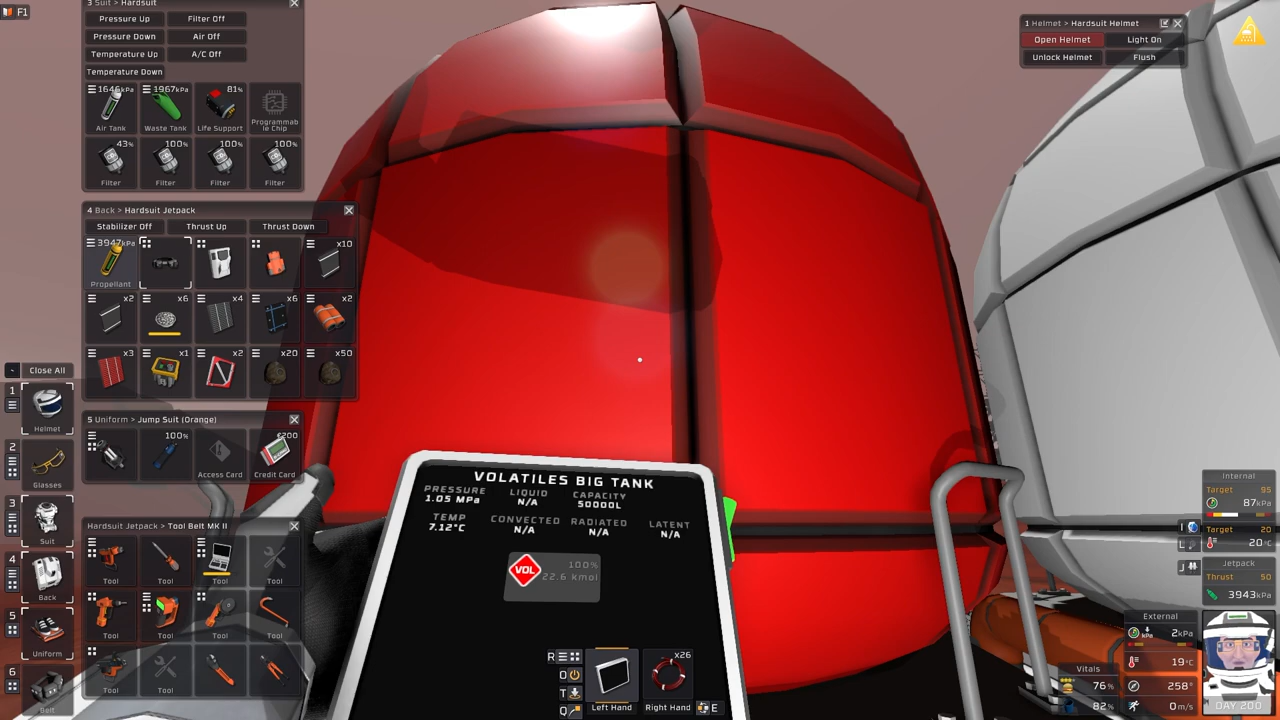 F1
3 Suit > Hardsuit
Pressure Up
Filter Off
Pressure Down
Air Off
Temperature Up
A/C Off
Temperature Down
1646kPa
1967kPa
81%
Air Tank
Waste Tank
Life Support
Programmab
le Chip
43%
100%
100%
100%
Filter
Filter
Filter
Filter
4 Back > Hardsuit Jetpack
Stabilizer Off
Thrust Up
Thrust Down
3947kPa
x10
Propellant
x2
x6
x4
x6
x2
x3
x1
x2
x20
x50
Close All
1
Helmet
2
Glasses
3
Suit
4
Back
5
Uniform
6
Belt
5 Uniform > Jump Suit (Orange)
100%
€200
Access Card
Credit Card
Hardsuit Jetpack > Tool Belt MK II
Tool
Tool
Tool
Tool
Tool
Tool
Tool
Tool
Tool
Tool
1 Helmet > Hardsuit Helmet
Open Helmet
Light On
Unlock Helmet
Flush
VOLATILES BIG TANK
PRESSURE
LIQUID
CAPACITY
1.05 MPa
N/A
50000L
TEMP
CONVECTED
RADIATED
LATENT
7.12°C
N/A
N/A
N/A
VOL
100%
22.6 kmol
R
O
T
Q
x26
Left Hand
Right Hand
E
Internal
Target 95
87kPa
Target 20
20°C
Jetpack
Thrust 50
3943kPa
I
L
J
External
2kPa
19°C
258°
0m/s
Vitals
76%
82%
DAY 200